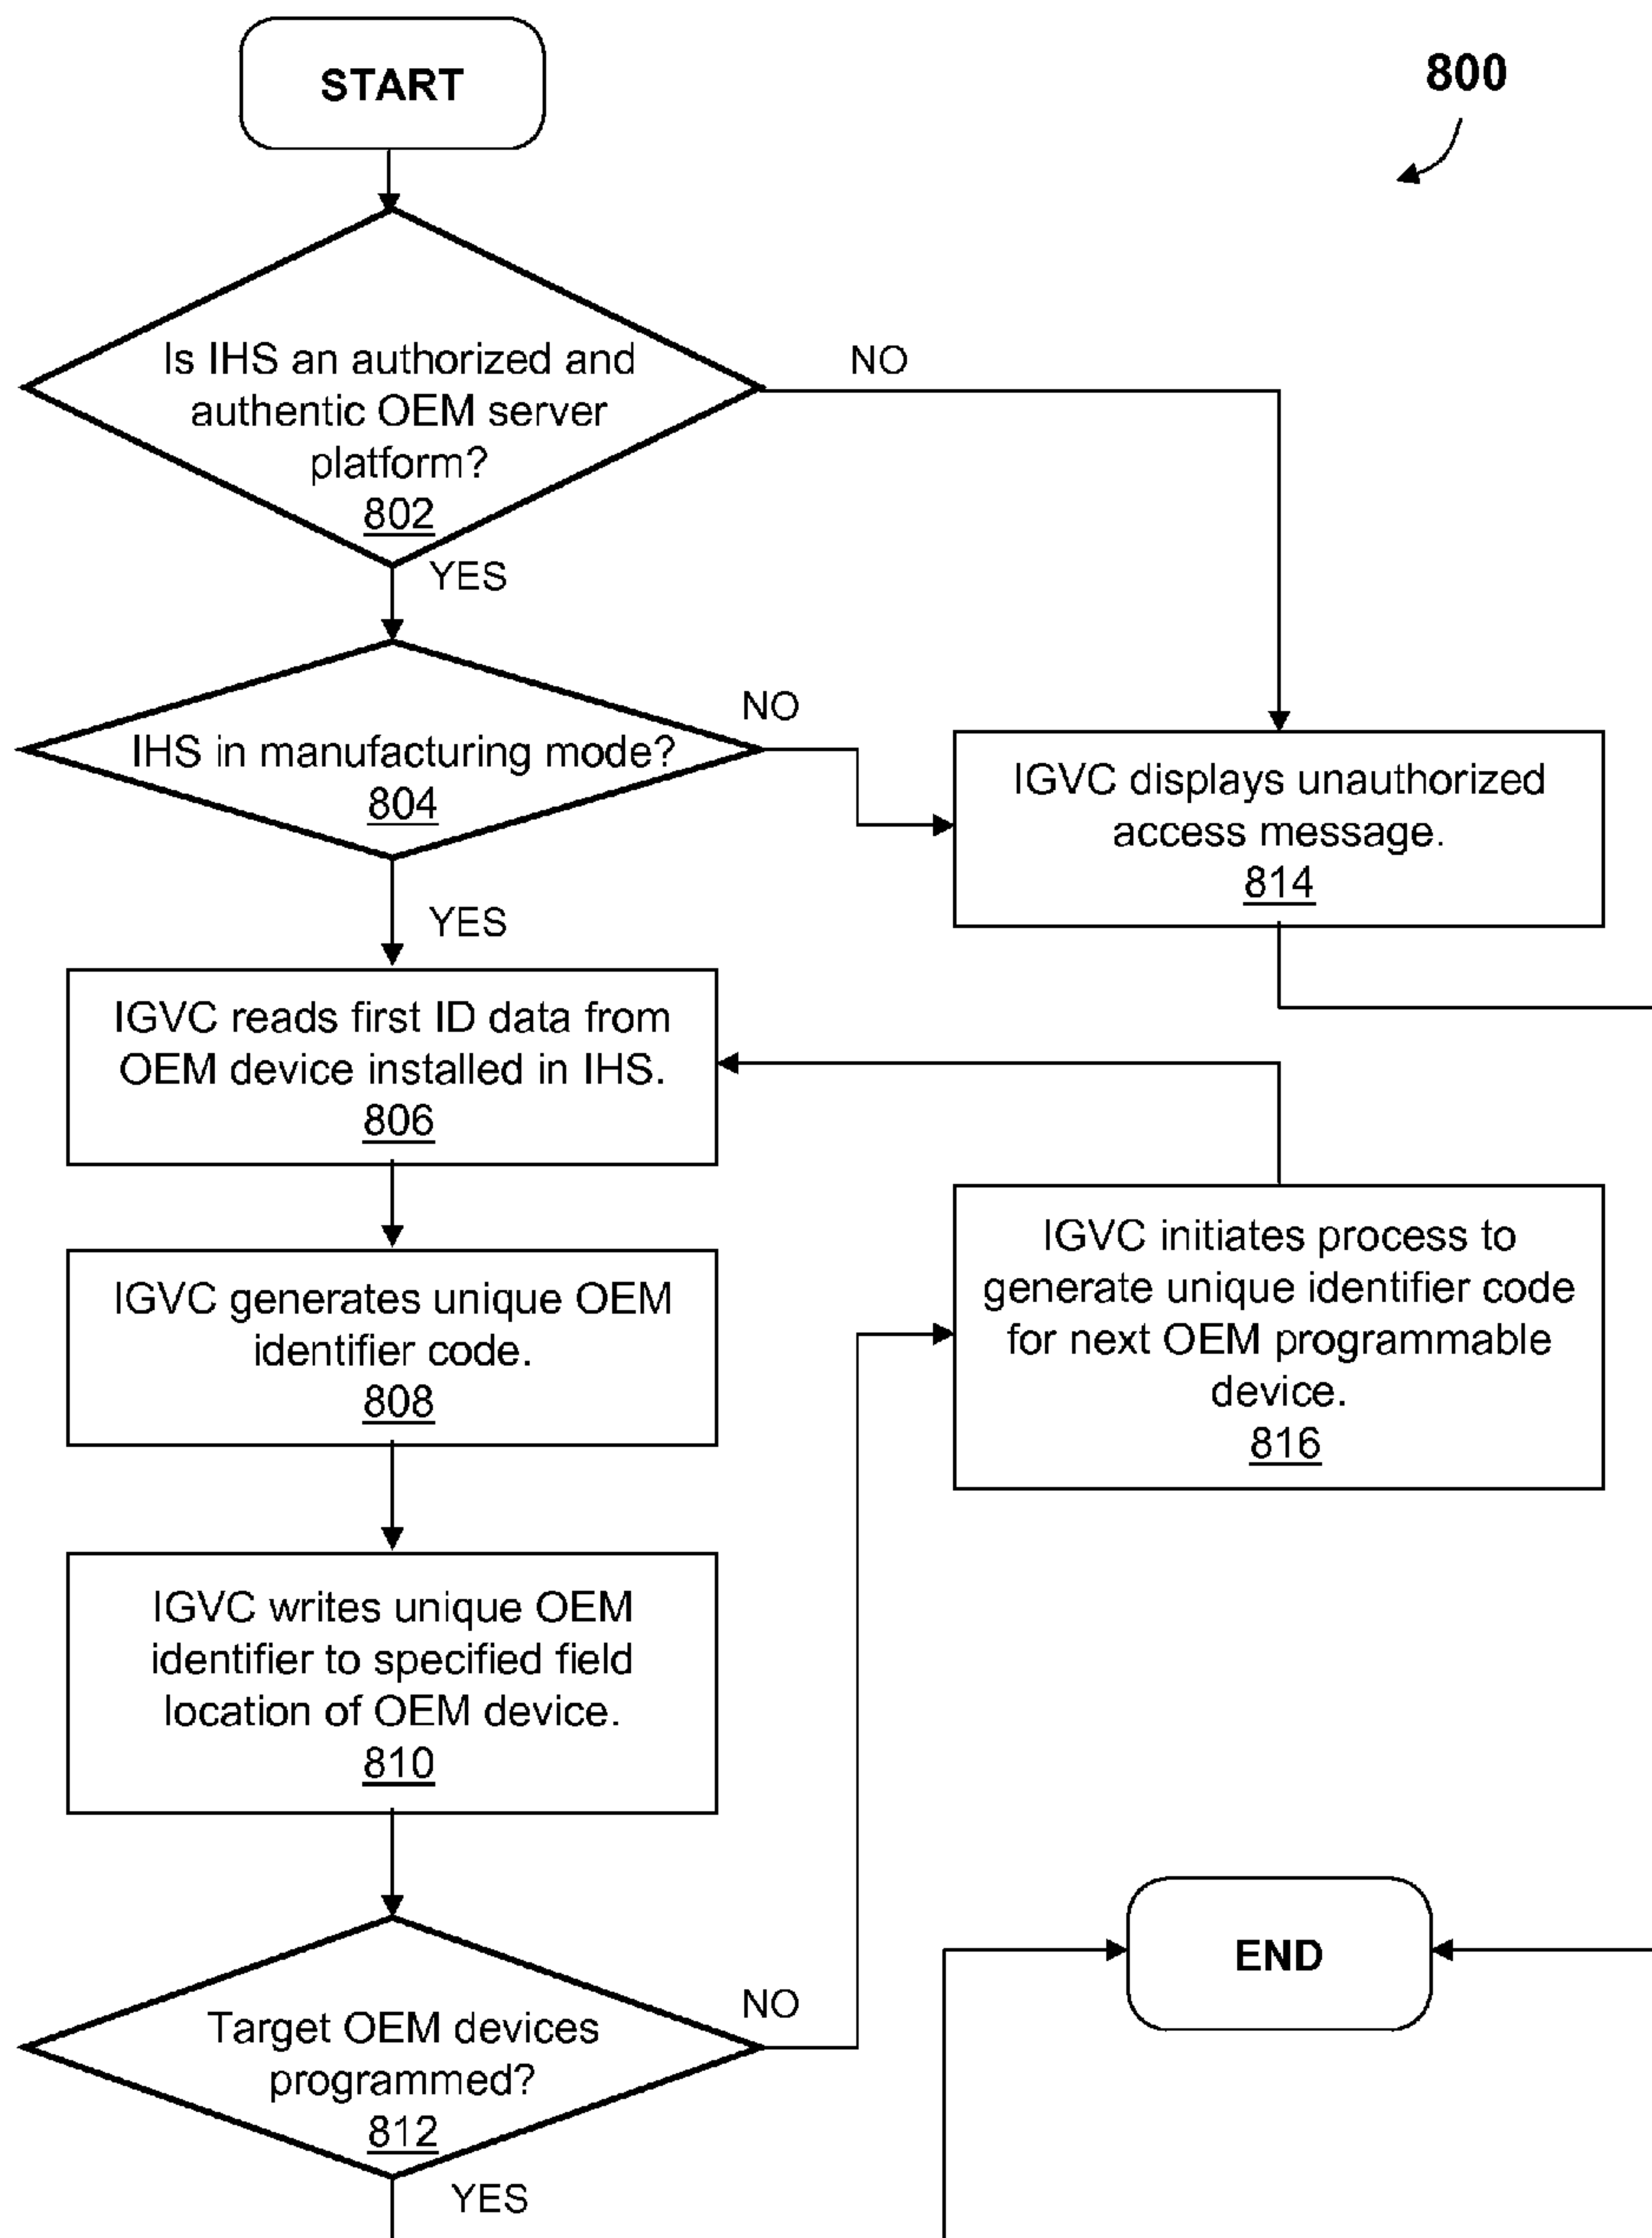 START
800
Is IHS an authorized and
authentic OEM server
platform?
802
NO
YES
IHS in manufacturing mode?
804
NO
YES
IGVC displays unauthorized
access message.
814
IGVC reads first ID data from
OEM device installed in IHS.
806
IGVC initiates process to
generate unique identifier code
for next OEM programmable
device.
816
IGVC generates unique OEM
identifier code.
808
IGVC writes unique OEM
identifier to specified field
location of OEM device.
810
END
Target OEM devices
programmed?
812
NO
YES